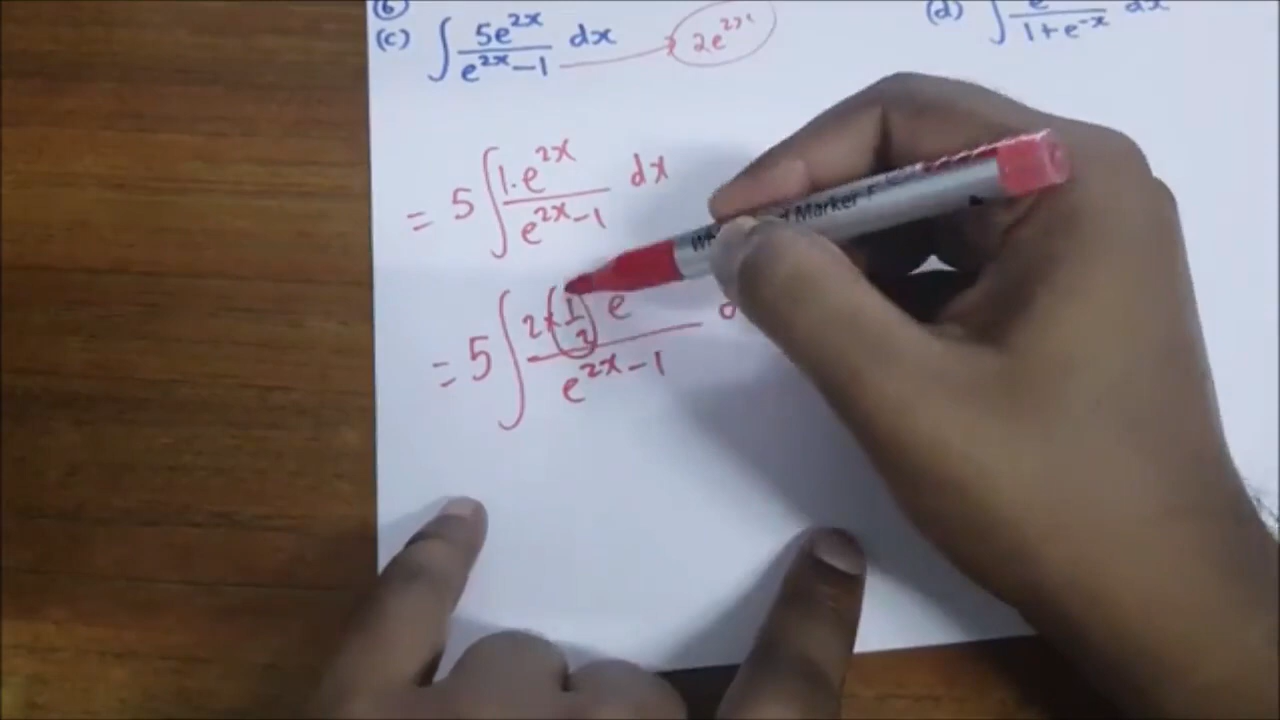 (b)
(c) ∫ 5e^{2x} / e^{2x} - 1 dx → 2e^{2x}
(d) ∫ e / 1 + e^{-x} dx
= 5 ∫ 1 · e^{2x} / e^{2x} - 1 dx
= 5 ∫ 2 × (1/2) e / e^{2x} - 1 d
Marker